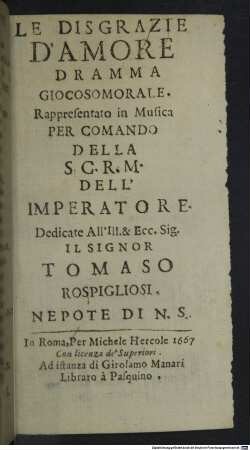 LE DISGRAZIE
D'AMORE
DRAMMA
GIOCOSOMORALE.
Rappresentato in Musica
PER COMANDO
DELLA
S C. R. M.
DELL'
IMPERATORE.
Dedicate All'Ill. & Ecc. Sig.
IL SIGNOR
TOMASO
ROSPIGLIOSI.
NEPOTE DI N. S.
In Roma, Per Michele Hercole 1667
Con licenza de' Superiori.
Ad istanza di Girolamo Manari
Libraro à Pasquino.